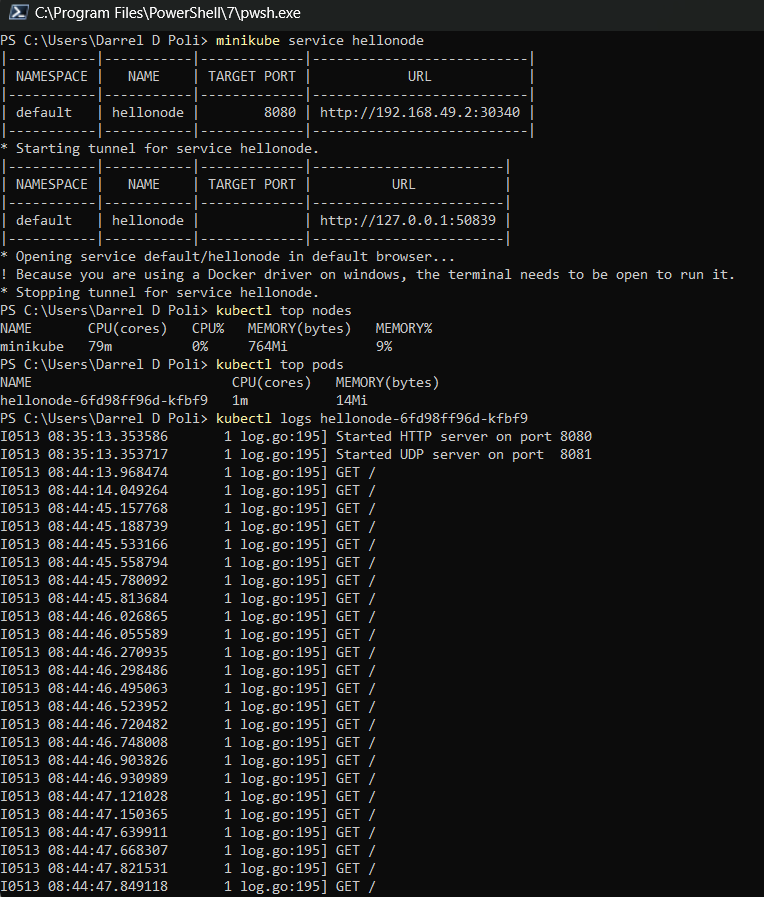 C:\Program Files\PowerShell\7\pwsh.exe
PS C:\Users\Darrel D Poli> minikube service hellonode
|-----------|-----------|-------------|---------------------------|
| NAMESPACE |   NAME    | TARGET PORT |            URL            |
|-----------|-----------|-------------|---------------------------|
| default   | hellonode |        8080 | http://192.168.49.2:30340 |
|-----------|-----------|-------------|---------------------------|
* Starting tunnel for service hellonode.
|-----------|-----------|-------------|------------------------|
| NAMESPACE |   NAME    | TARGET PORT |          URL           |
|-----------|-----------|-------------|------------------------|
| default   | hellonode |             | http://127.0.0.1:50839 |
|-----------|-----------|-------------|------------------------|
* Opening service default/hellonode in default browser...
! Because you are using a Docker driver on windows, the terminal needs to be open to run it.
* Stopping tunnel for service hellonode.
PS C:\Users\Darrel D Poli> kubectl top nodes
NAME       CPU(cores)   CPU%   MEMORY(bytes)   MEMORY%
minikube   79m          0%     764Mi           9%
PS C:\Users\Darrel D Poli> kubectl top pods
NAME                         CPU(cores)   MEMORY(bytes)
hellonode-6fd98ff96d-kfbf9   1m           14Mi
PS C:\Users\Darrel D Poli> kubectl logs hellonode-6fd98ff96d-kfbf9
I0513 08:35:13.353586       1 log.go:195] Started HTTP server on port 8080
I0513 08:35:13.353717       1 log.go:195] Started UDP server on port  8081
I0513 08:44:13.968474       1 log.go:195] GET /
I0513 08:44:14.049264       1 log.go:195] GET /
I0513 08:44:45.157768       1 log.go:195] GET /
I0513 08:44:45.188739       1 log.go:195] GET /
I0513 08:44:45.533166       1 log.go:195] GET /
I0513 08:44:45.558794       1 log.go:195] GET /
I0513 08:44:45.780092       1 log.go:195] GET /
I0513 08:44:45.813684       1 log.go:195] GET /
I0513 08:44:46.026865       1 log.go:195] GET /
I0513 08:44:46.055589       1 log.go:195] GET /
I0513 08:44:46.270935       1 log.go:195] GET /
I0513 08:44:46.298486       1 log.go:195] GET /
I0513 08:44:46.495063       1 log.go:195] GET /
I0513 08:44:46.523952       1 log.go:195] GET /
I0513 08:44:46.720482       1 log.go:195] GET /
I0513 08:44:46.748008       1 log.go:195] GET /
I0513 08:44:46.903826       1 log.go:195] GET /
I0513 08:44:46.930989       1 log.go:195] GET /
I0513 08:44:47.121028       1 log.go:195] GET /
I0513 08:44:47.150365       1 log.go:195] GET /
I0513 08:44:47.639911       1 log.go:195] GET /
I0513 08:44:47.668307       1 log.go:195] GET /
I0513 08:44:47.821531       1 log.go:195] GET /
I0513 08:44:47.849118       1 log.go:195] GET /